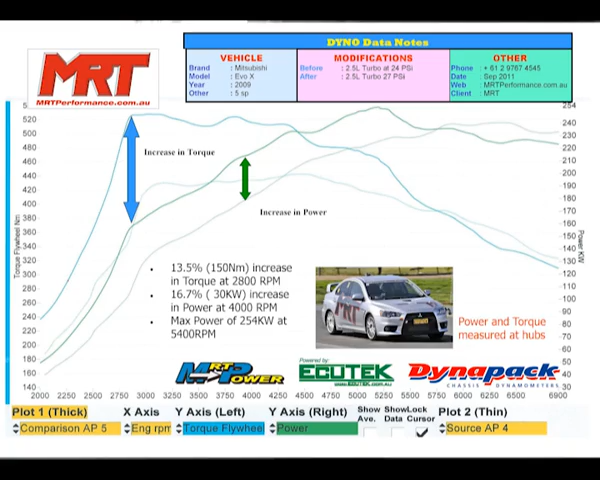 DYNO Data Notes
MRT
MRTPerformance.com.au
VEHICLE
Brand : Mitsubishi
Model : Evo X
Year : 2009
Other : 5 sp
MODIFICATIONS
Before : 2.5L Turbo at 24 PSi
After : 2.5L Turbo 27 PSi
OTHER
Phone : + 61 2 9767 4545
Date : Sep 2011
Web : MRTPerformance.com.au
Client : MRT
520
500
480
460
440
420
400
380
360
340
320
300
280
260
240
220
200
180
160
140
Torque Flywheel Nm
254
240
230
220
210
200
190
180
170
160
150
140
130
120
110
100
90
80
70
60
50
40
30
Power KW
Increase in Torque
Increase in Power
• 13.5% (150Nm) increase
in Torque at 2800 RPM
• 16.7% ( 30KW) increase
in Power at 4000 RPM
• Max Power of 254KW at
5400RPM
MRT
Power and Torque
measured at hubs
MRT POWER
Powered by:
ECUTEK
www.ECUTEK.com.au
Dynapack
CHASSIS DYNAMOMETERS
2000 2250 2500 2750 3000 3250 3500 3750 4000 4250 4500 4750 5000 5250 5500 5750 6000 6250 6500 6900
Plot 1 (Thick) X Axis Y Axis (Left) Y Axis (Right) Show Ave. Show Data Lock Cursor Plot 2 (Thin)
Comparison AP 5 Eng rpm Torque Flywheel Power Source AP 4